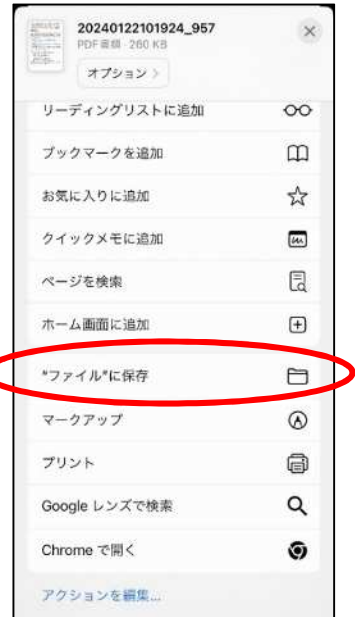 20240122101924_957
PDF書類・260 KB
オプション >
リーディングリストに追加
ブックマークを追加
お気に入りに追加
クイックメモに追加
ページを検索
ホーム画面に追加
"ファイル"に保存
マークアップ
プリント
Google レンズで検索
Chrome で開く
アクションを編集...